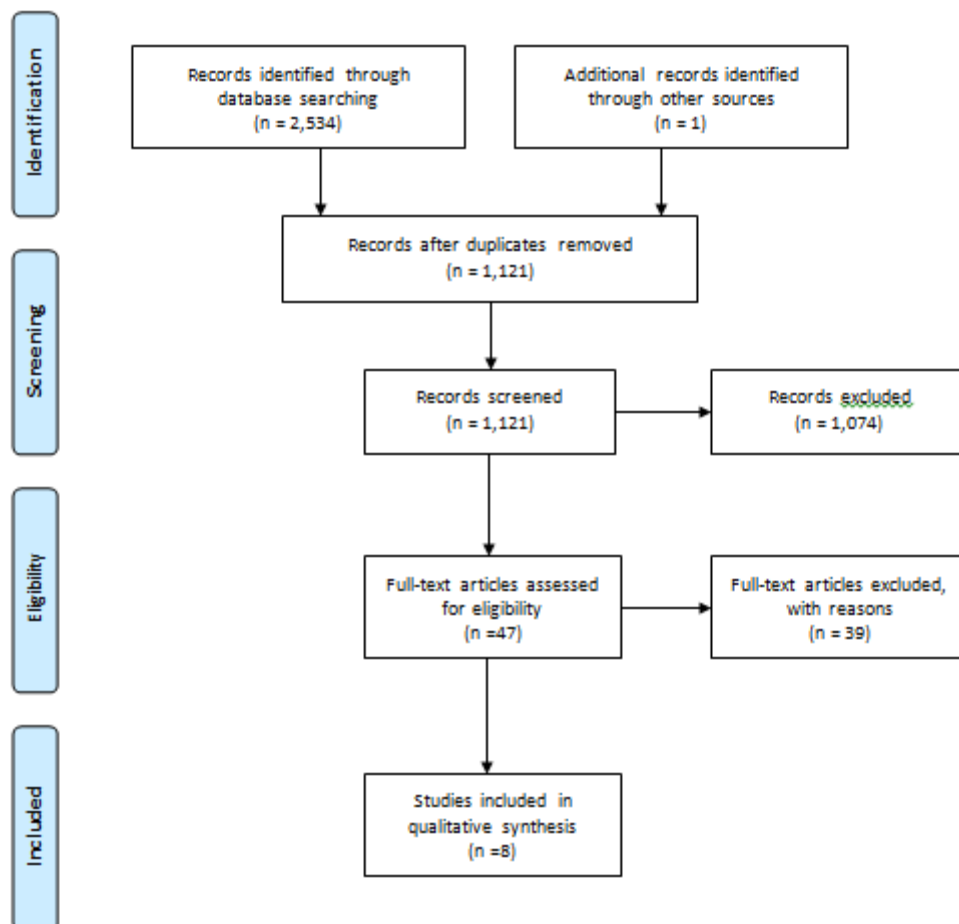 Identification
Records identified through
database searching
(n = 2,534)
Additional records identified
through other sources
(n = 1)
Records after duplicates removed
(n = 1,121)
Screening
Records screened
(n = 1,121)
Records excluded
(n = 1,074)
Eligibility
Full-text articles assessed
for eligibility
(n =47)
Full-text articles excluded,
with reasons
(n = 39)
Included
Studies included in
qualitative synthesis
(n =8)